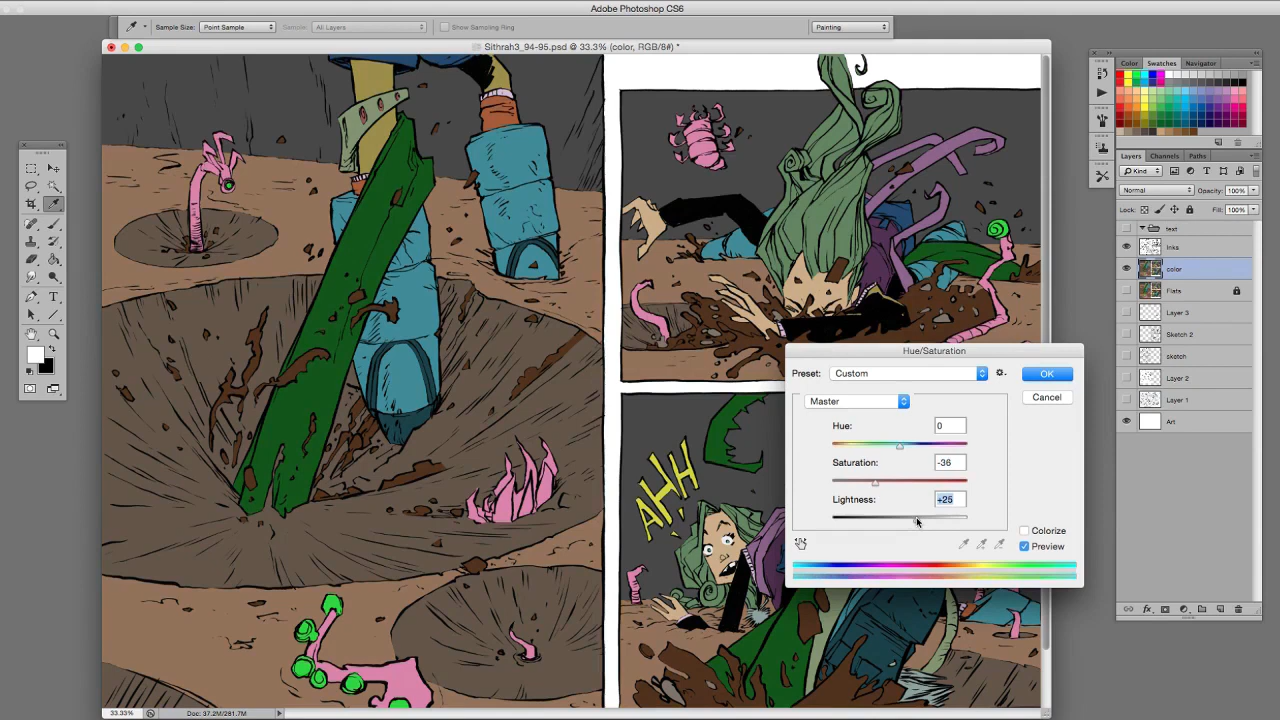 Adobe Photoshop CS6
Sample Size: Point Sample Sample: All Layers Show Sampling Ring Painting
Sithrah3_94-95.psd @ 33.3% (color, RGB/8#) *
Color Swatches Navigator
Layers Channels Paths
Kind
Normal Opacity: 100%
Lock: Fill: 100%
text
Inks
color
Flats
Layer 3
Sketch 2
sketch
Layer 2
Layer 1
Art
AHH!
Hue/Saturation
Preset: Custom OK
Cancel
Master
Hue: 0
Saturation: -36
Lightness: +25
Colorize
Preview
33.33% Doc: 37.2M/281.7M